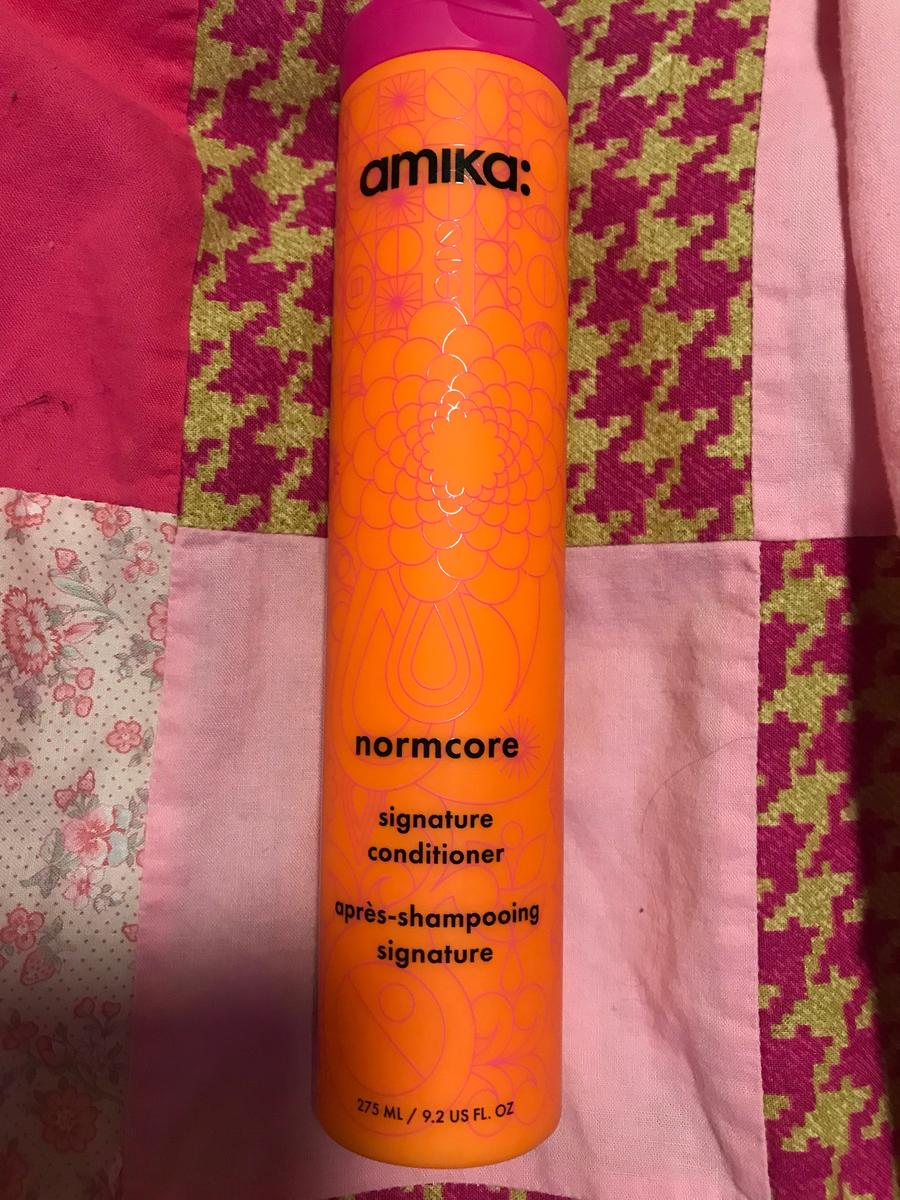 amika:
normcore
signature
conditioner
après-shampooing
signature
275 ML / 9.2 US FL. OZ